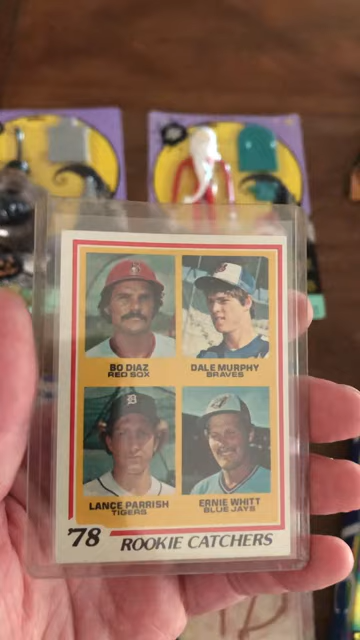 BO DIAZ
RED SOX
DALE MURPHY
BRAVES
B
LANCE PARRISH
TIGERS
ERNIE WHITT
BLUE JAYS
'78 ROOKIE CATCHERS